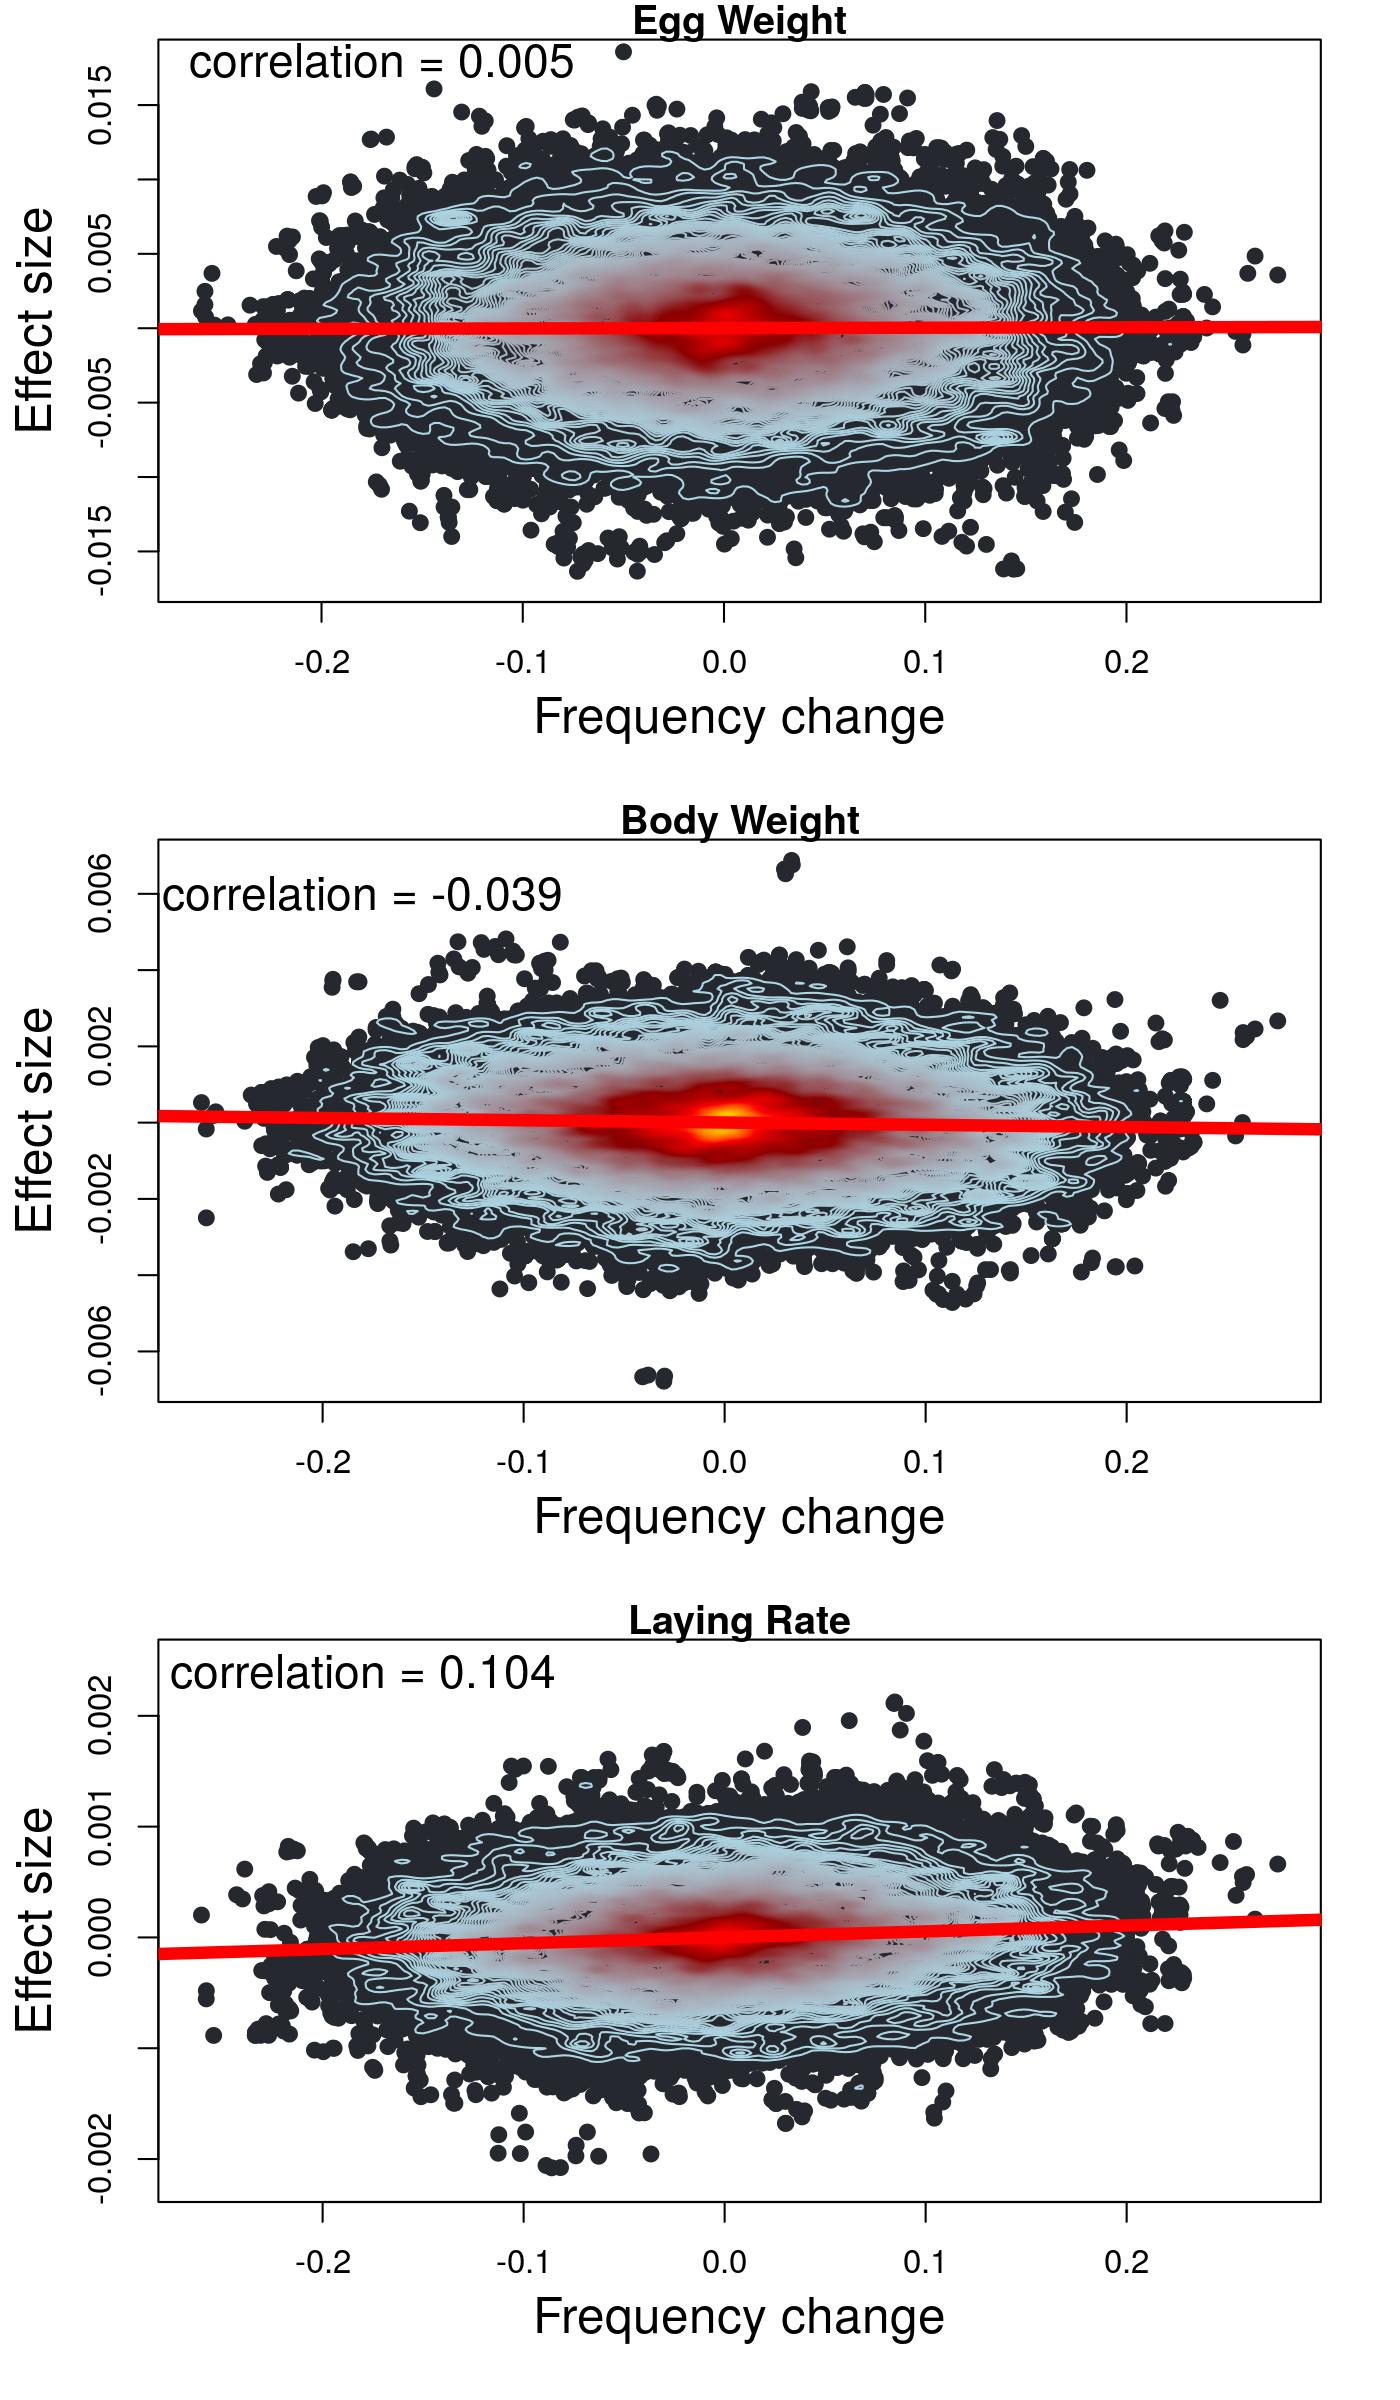 Egg Weight
correlation = 0.005
Effect size
0.015
0.005
-0.005
-0.015
-0.2 -0.1 0.0 0.1 0.2
Frequency change
Body Weight
correlation = -0.039
Effect size
0.006
0.002
-0.002
-0.006
-0.2 -0.1 0.0 0.1 0.2
Frequency change
Laying Rate
correlation = 0.104
Effect size
0.002
0.001
0.000
-0.002
-0.2 -0.1 0.0 0.1 0.2
Frequency change